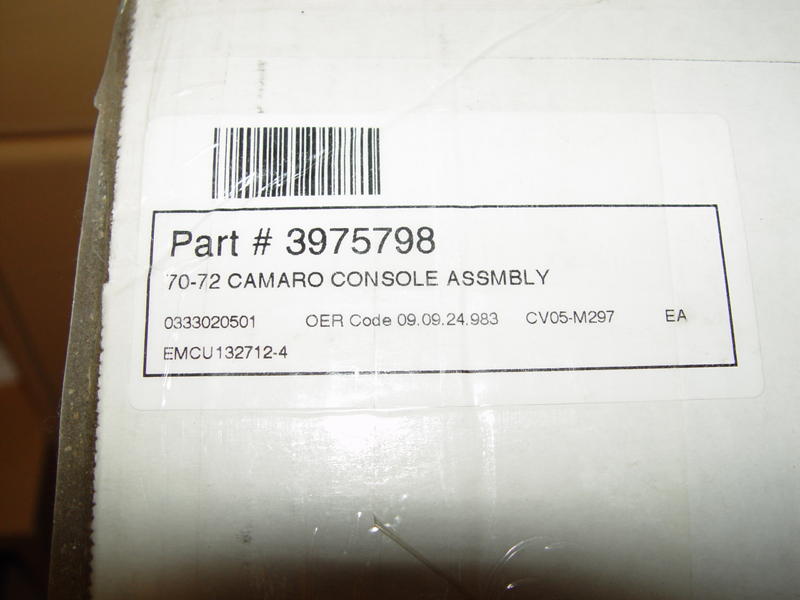 Part # 3975798
70-72 CAMARO CONSOLE ASSMBLY
0333020501 OER Code 09.09.24.983 CV05-M297 EA
EMCU132712-4